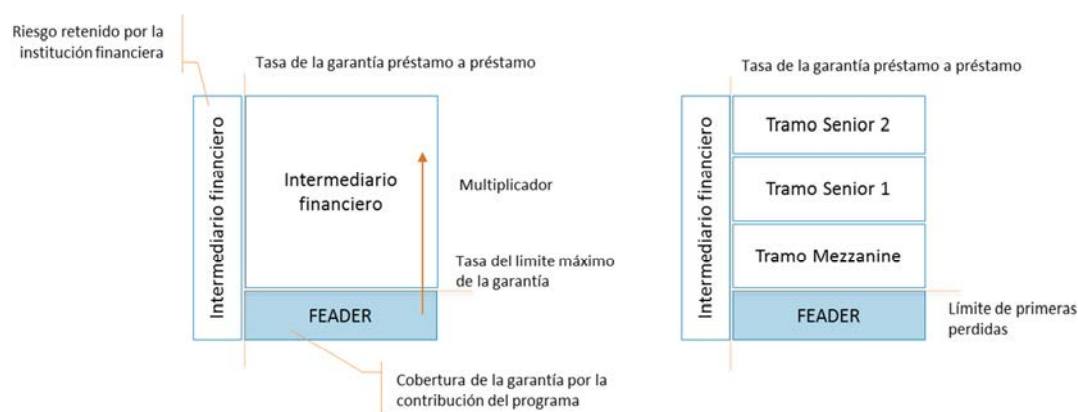 Riesgo retenido por la
institución financiera
Tasa de la garantía préstamo a préstamo
Intermediario financiero
Intermediario
financiero
Multiplicador
Tasa del limite máximo
de la garantía
FEADER
Cobertura de la garantía por la
contribución del programa
Tasa de la garantía préstamo a préstamo
Intermediario financiero
Tramo Senior 2
Tramo Senior 1
Tramo Mezzanine
FEADER
Límite de primeras
perdidas